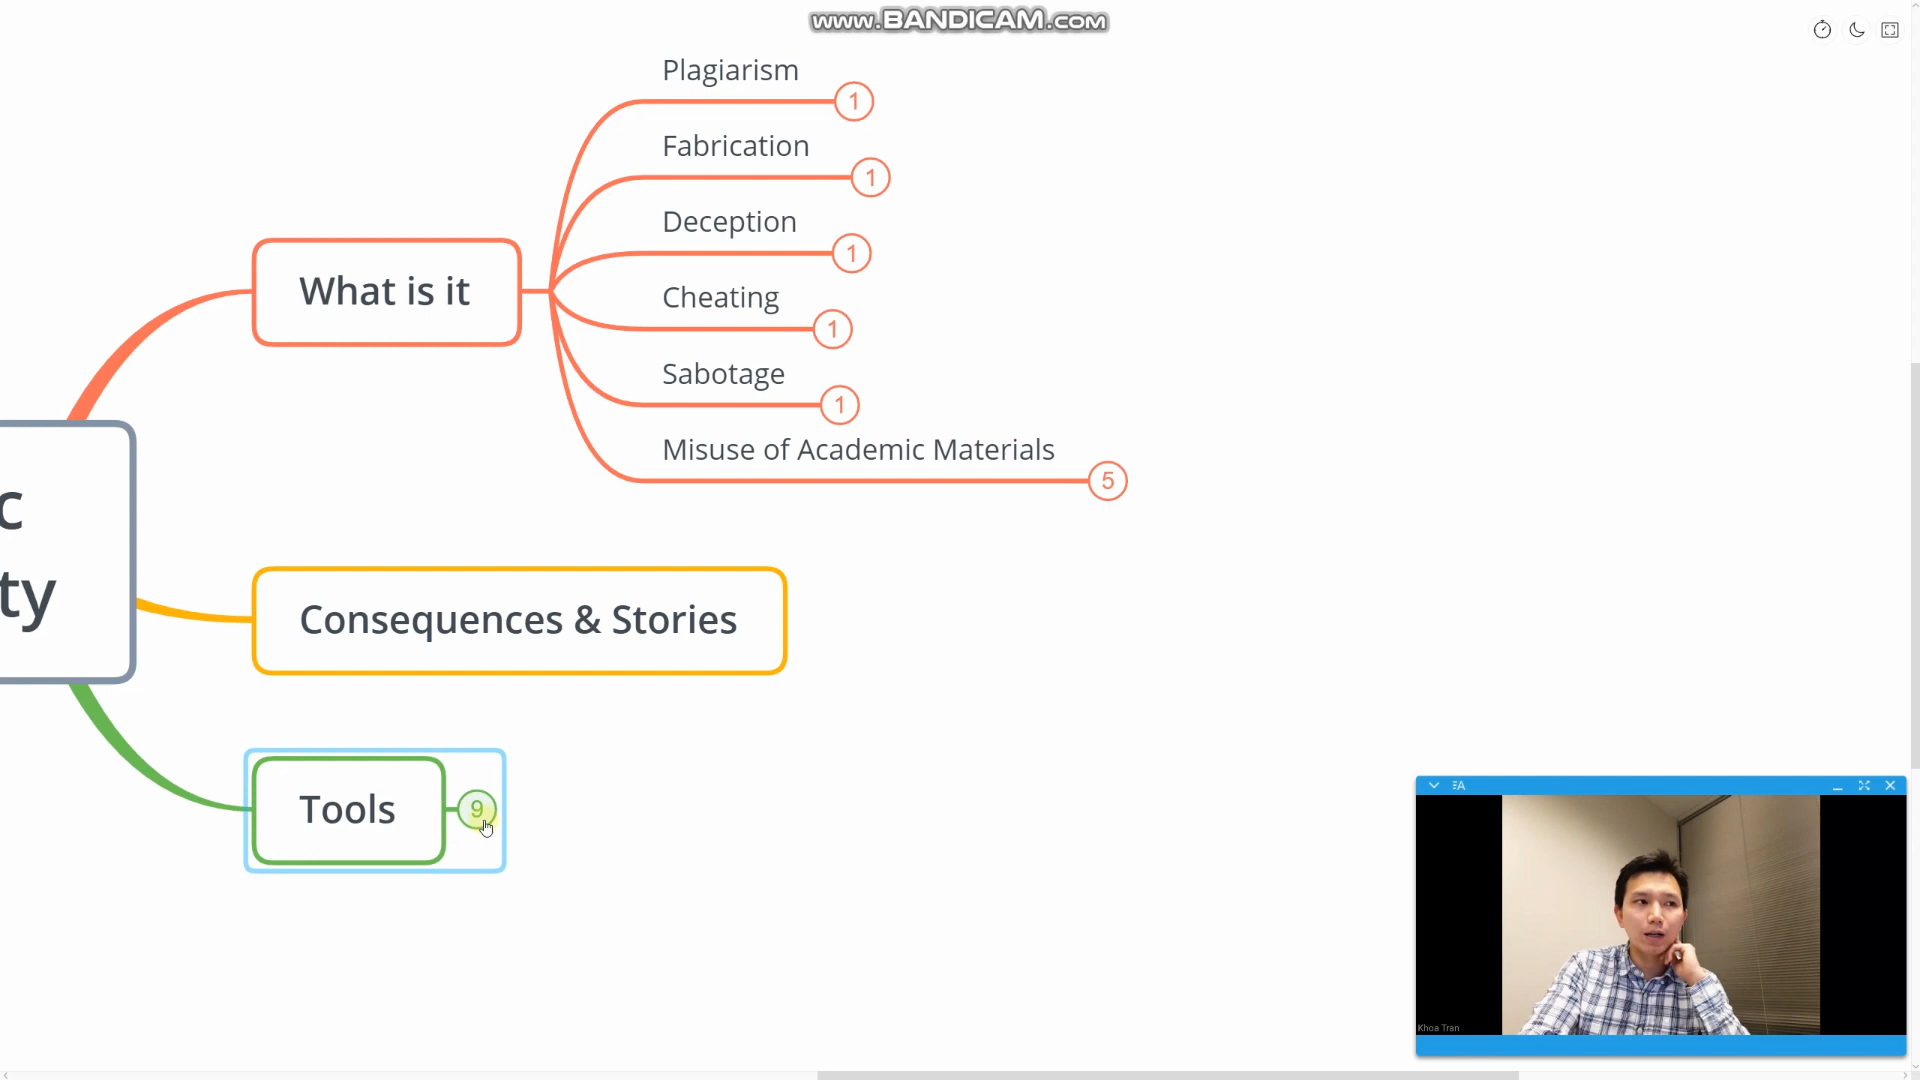 www.BANDICAM.com
Plagiarism
1
Fabrication
1
Deception
1
What is it
Cheating
1
Sabotage
1
Misuse of Academic Materials
5
c
ty
Consequences & Stories
Tools
9
Khoa Tran